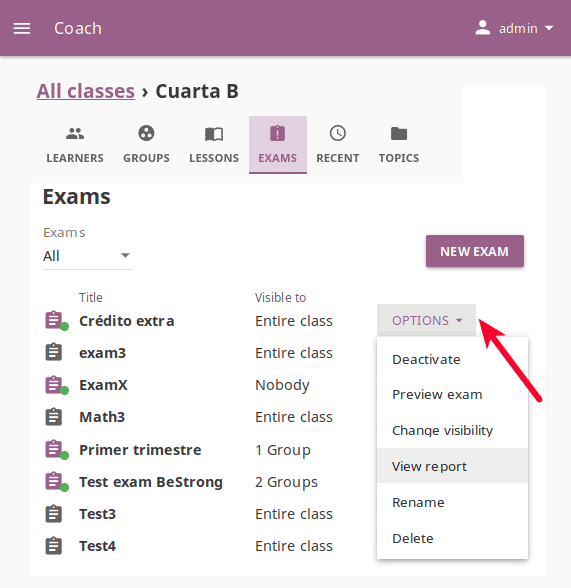 Coach
admin
All classes › Cuarta B
LEARNERS GROUPS LESSONS EXAMS RECENT TOPICS
Exams
Exams
All
NEW EXAM
Title Visible to
Crédito extra Entire class OPTIONS
exam3 Entire class
ExamX Nobody
Math3 Entire class
Primer trimestre 1 Group
Test exam BeStrong 2 Groups
Test3 Entire class
Test4 Entire class
Deactivate
Preview exam
Change visibility
View report
Rename
Delete